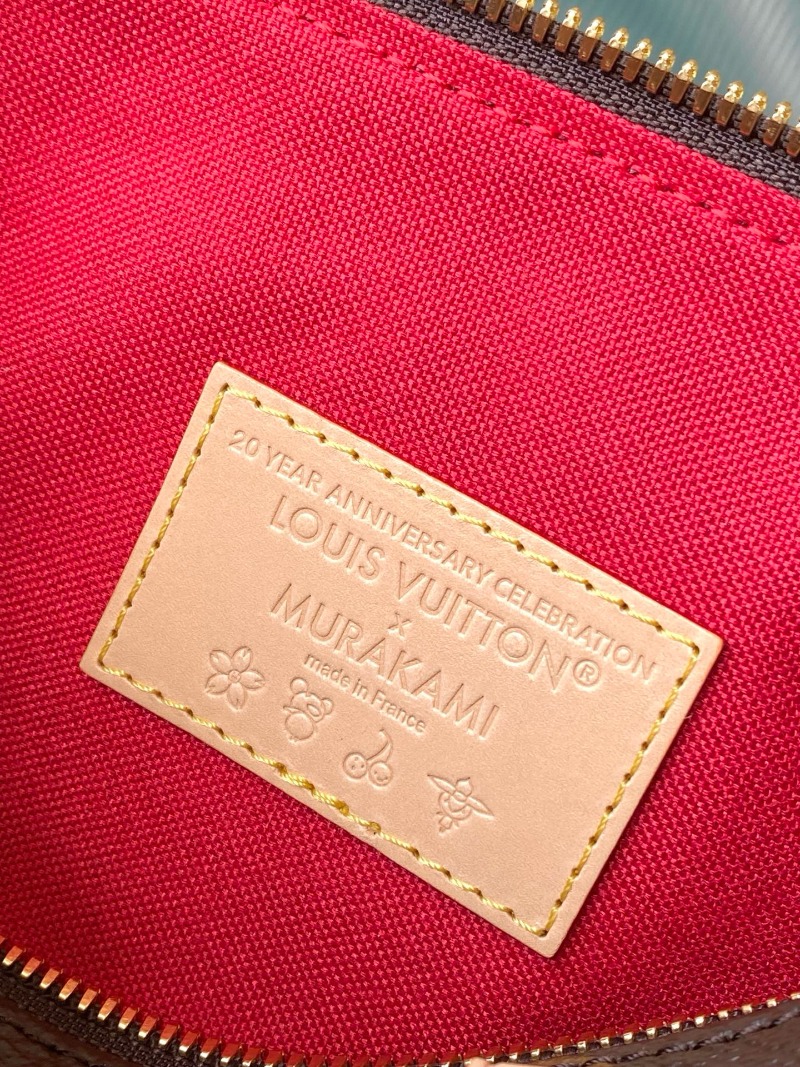 20 YEAR ANNIVERSARY CELEBRATION
LOUIS VUITTON®
x
MURAKAMI
made in France